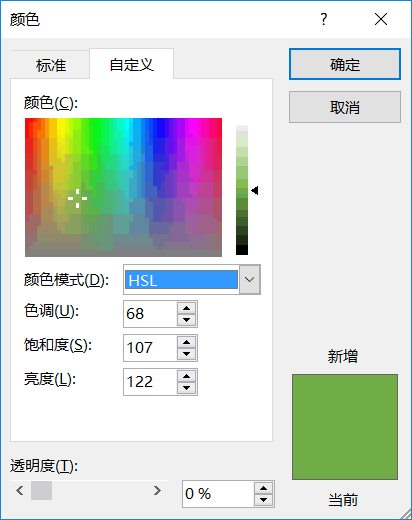 颜色
?
标准
自定义
确定
取消
颜色(C):
颜色模式(D):
HSL
色调(U):
68
饱和度(S):
107
亮度(L):
122
新增
当前
透明度(T):
0 %